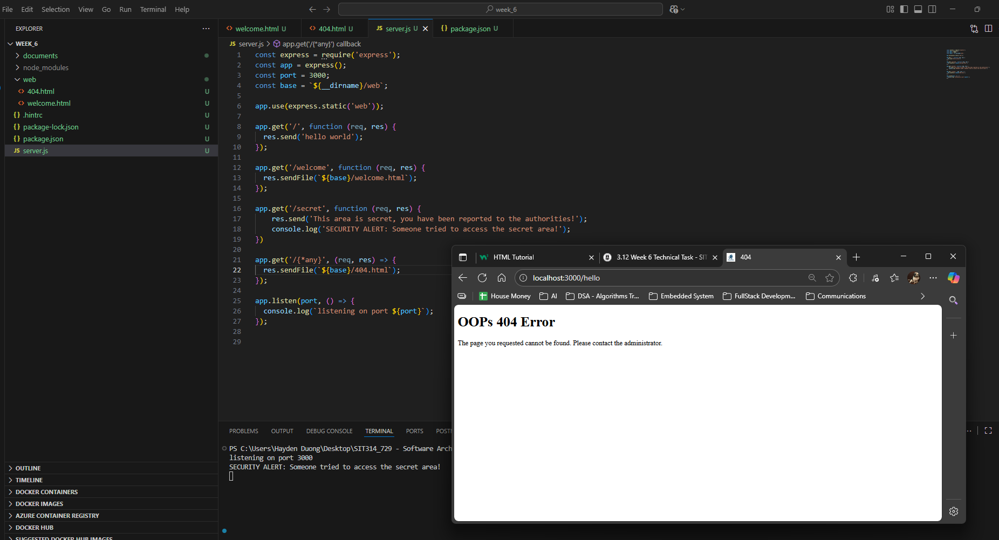 File Edit Selection View Go Run Terminal Help
week_6
EXPLORER
WEEK_6
documents
node_modules
web
404.html U
welcome.html U
.hintrc U
package-lock.json U
package.json U
server.js U
OUTLINE
TIMELINE
DOCKER CONTAINERS
DOCKER IMAGES
AZURE CONTAINER REGISTRY
DOCKER HUB
SUGGESTED DOCKER HUB IMAGES
welcome.html U 404.html U JS server.js U package.json U
JS server.js > app.get('/{*any}') callback
1 const express = require('express');
2 const app = express();
3 const port = 3000;
4 const base = `${__dirname}/web`;
5
6 app.use(express.static('web'));
7
8 app.get('/', function (req, res) {
9 res.send('hello world');
10 });
11
12 app.get('/welcome', function (req, res) {
13 res.sendFile(`${base}/welcome.html`);
14 });
15
16 app.get('/secret', function (req, res) {
17 res.send('This area is secret, you have been reported to the authorities!');
18 console.log('SECURITY ALERT: Someone tried to access the secret area!');
19 })
20
21 app.get('/{*any}', (req, res) => {
22 res.sendFile(`${base}/404.html`);
23 });
24
25 app.listen(port, () => {
26 console.log(`listening on port ${port}`);
27 });
28
29
PROBLEMS OUTPUT DEBUG CONSOLE TERMINAL PORTS POSTM
PS C:\Users\Hayden Duong\Desktop\SIT314_729 - Software Arch
listening on port 3000
SECURITY ALERT: Someone tried to access the secret area!
HTML Tutorial 3.12 Week 6 Technical Task - SIT 404
localhost:3000/hello
House Money AI DSA - Algorithms Tr... Embedded System FullStack Developm... Communications
OOPs 404 Error
The page you requested cannot be found. Please contact the administrator.